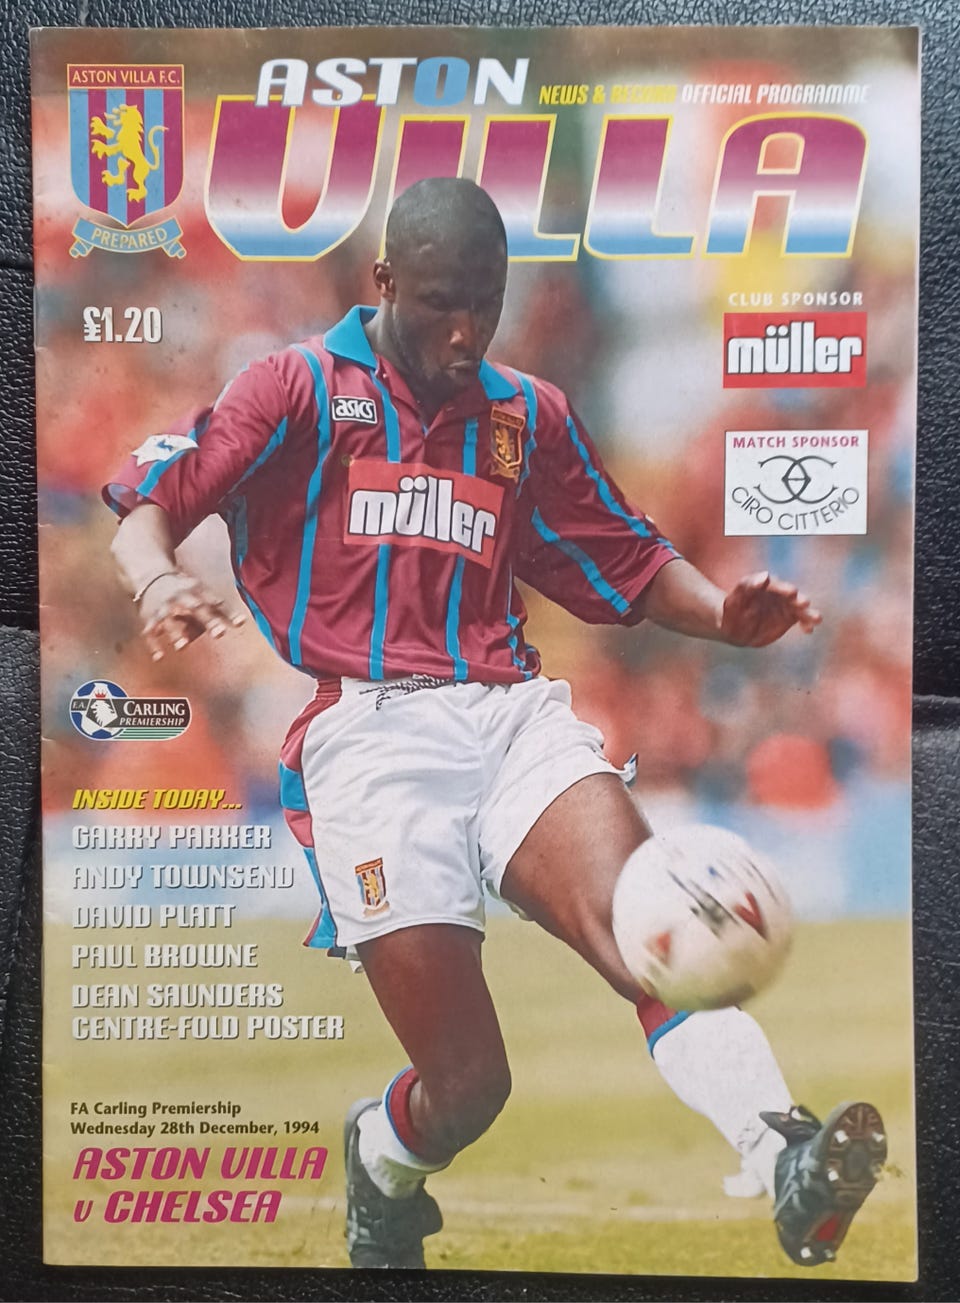 ASTON VILLA F.C.
PREPARED
ASTON
VILLA
NEWS & RECORD OFFICIAL PROGRAMME
£1.20
CLUB SPONSOR
müller
MATCH SPONSOR
CIRO CITTERIO
asics
müller
F.A. CARLING
PREMIERSHIP
INSIDE TODAY...
GARRY PARKER
ANDY TOWNSEND
DAVID PLATT
PAUL BROWNE
DEAN SAUNDERS
CENTRE-FOLD POSTER
FA Carling Premiership
Wednesday 28th December, 1994
ASTON VILLA
v CHELSEA